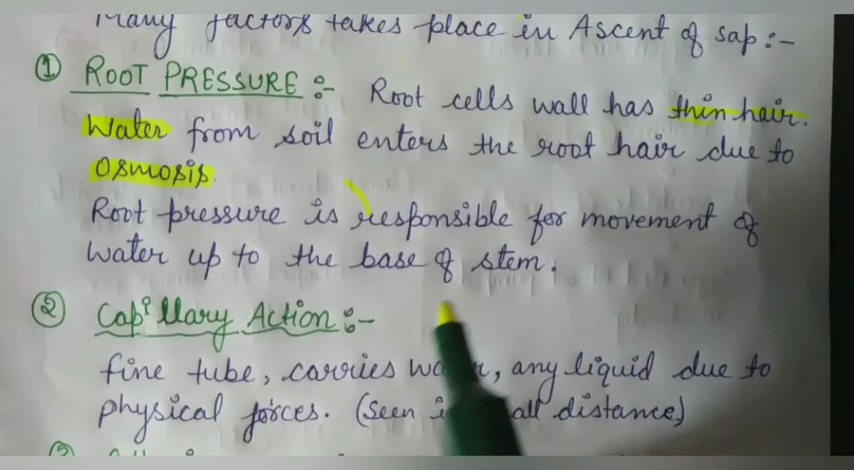 Many factors takes place in Ascent of sap :-
① ROOT PRESSURE :- Root cells wall has thin hair.
Water from soil enters the root hair due to
osmosis.
Root pressure is responsible for movement of
water up to the base of stem.
② Capillary Action :-
fine tube, carries , any liquid due to
physical forces. (Seen distance)